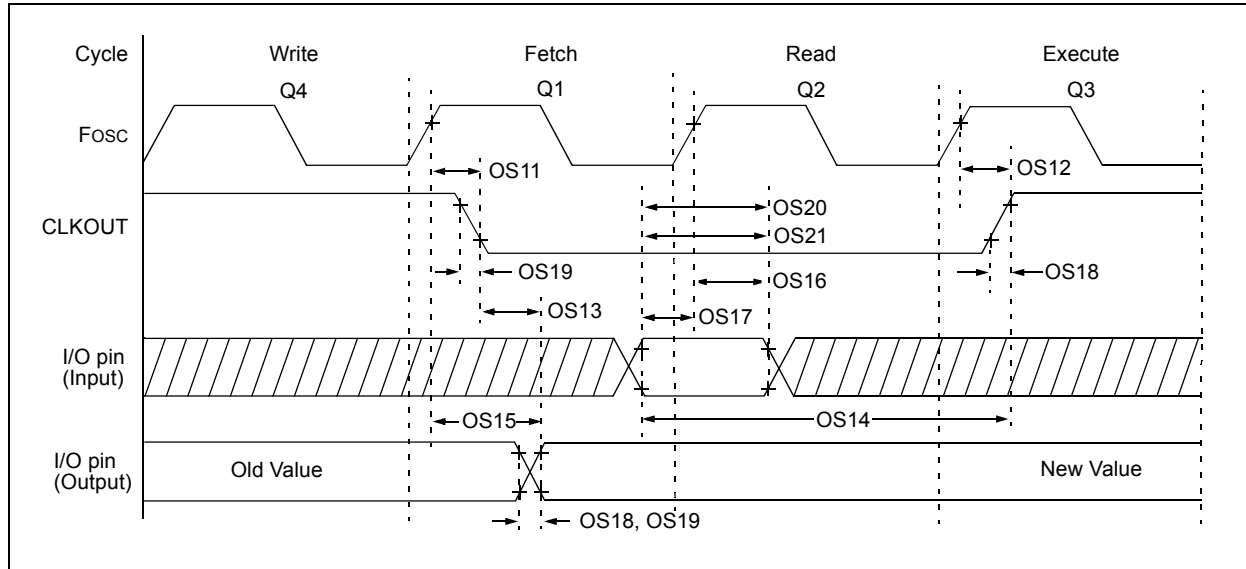 Cycle Write Fetch Read Execute
Q4 Q1 Q2 Q3
FOSC
OS11 OS12
OS20
CLKOUT
OS21
OS19 OS16 OS18
OS13 OS17
I/O pin
(Input)
OS15 OS14
I/O pin
(Output)
Old Value New Value
OS18, OS19